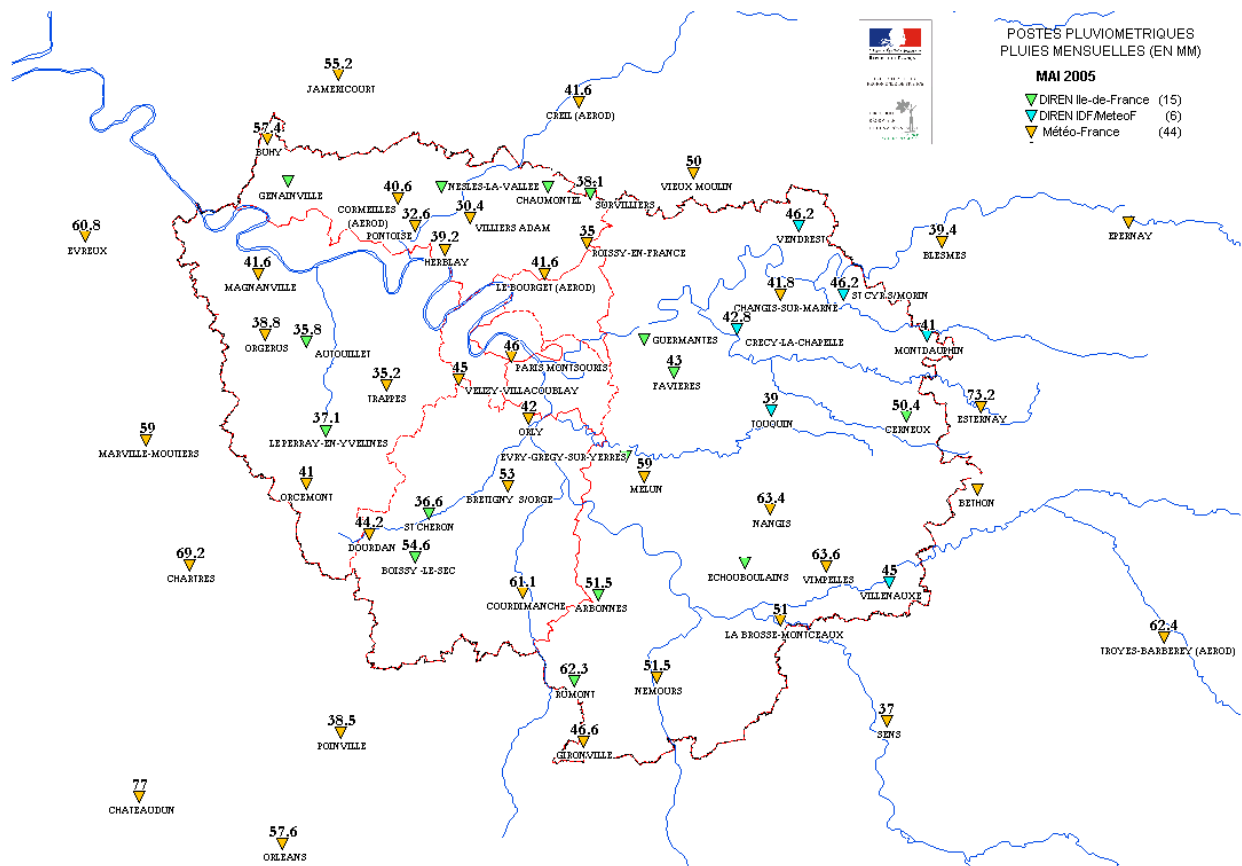 POSTES PLUVIOMETRIQUES
PLUIES MENSUELLES (EN MM)
MAI 2005
DIREN Ile-de-France (15)
DIREN IDF/MeteoF (6)
Météo-France (44)
55.2
JAMERICOURT
41.6
CREIL (AEROD)
57.4
BUHY
GENAINVILLE
40.6
CORMEILLES
(AEROD)
NESLES-LA-VALLEE
CHAUMONTEL
38.1
SURVILLIERS
50
VIEUX MOULIN
32.6
PONTOISE
30.4
VILLIERS ADAM
46.2
VENDREST
60.8
EVREUX
39.2
HERBLAY
35
ROISSY-EN-FRANCE
39.4
BLESMES
EPERNAY
41.6
MAGNANVILLE
41.6
LE BOURGET (AEROD)
41.8
CHANGIS-SUR-MARNE
46.2
ST CYR.S/MORIN
38.8
ORGERUS
35.8
AUTOUILLET
GUERMANTES
42.8
CRECY-LA-CHAPELLE
41
MONTDAUPHIN
46
PARIS MONTSOURIS
43
FAVIERES
35.2
TRAPPES
45
VELIZY-VILLACOUBLAY
39
TOUQUIN
50.4
CERNEUX
73.2
ESTERNAY
59
MARVILLE-MOUTIERS
37.1
LE PERRAY-EN-YVELINES
42
ORLY
EVRY-GREGY-SUR-YERRES
59
MELUN
41
ORCEMONT
53
BRETIGNY S/ORGE
BETHON
36.6
ST CHERON
63.4
NANGIS
44.2
DOURDAN
54.6
BOISSY -LE-SEC
69.2
CHARTRES
61.1
COURDIMANCHE
51.5
ARBONNES
ECHOUBOULAINS
63.6
VIMPELLES
45
VILLENAUXE
51
LA BROSSE-MONTCEAUX
62.4
TROYES-BARBEREY (AEROD)
62.3
RUMONT
51.5
NEMOURS
38.5
POINVILLE
46.6
GIRONVILLE
37
SENS
77
CHATEAUDUN
57.6
ORLEANS